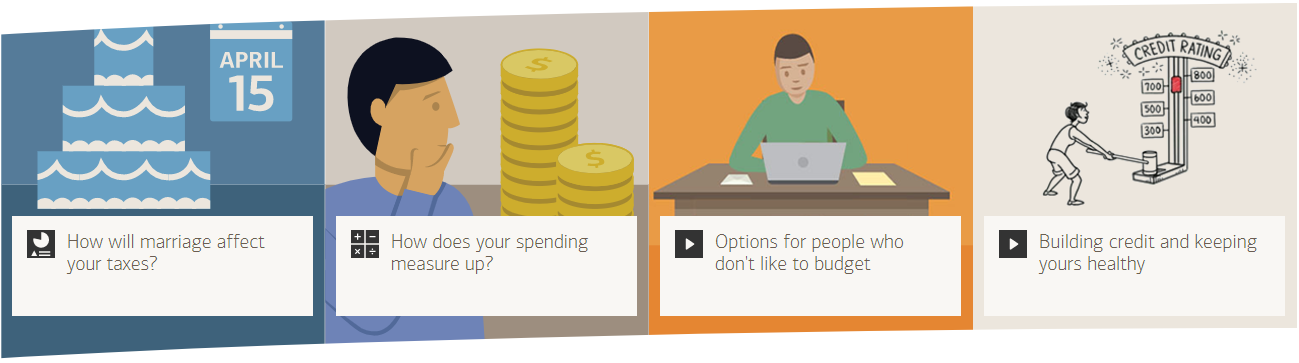 APRIL
15
How will marriage affect
your taxes?
$
$
+ −
× ÷
How does your spending
measure up?
Options for people who
don't like to budget
CREDIT RATING
800
700
600
500
400
300
Building credit and keeping
yours healthy